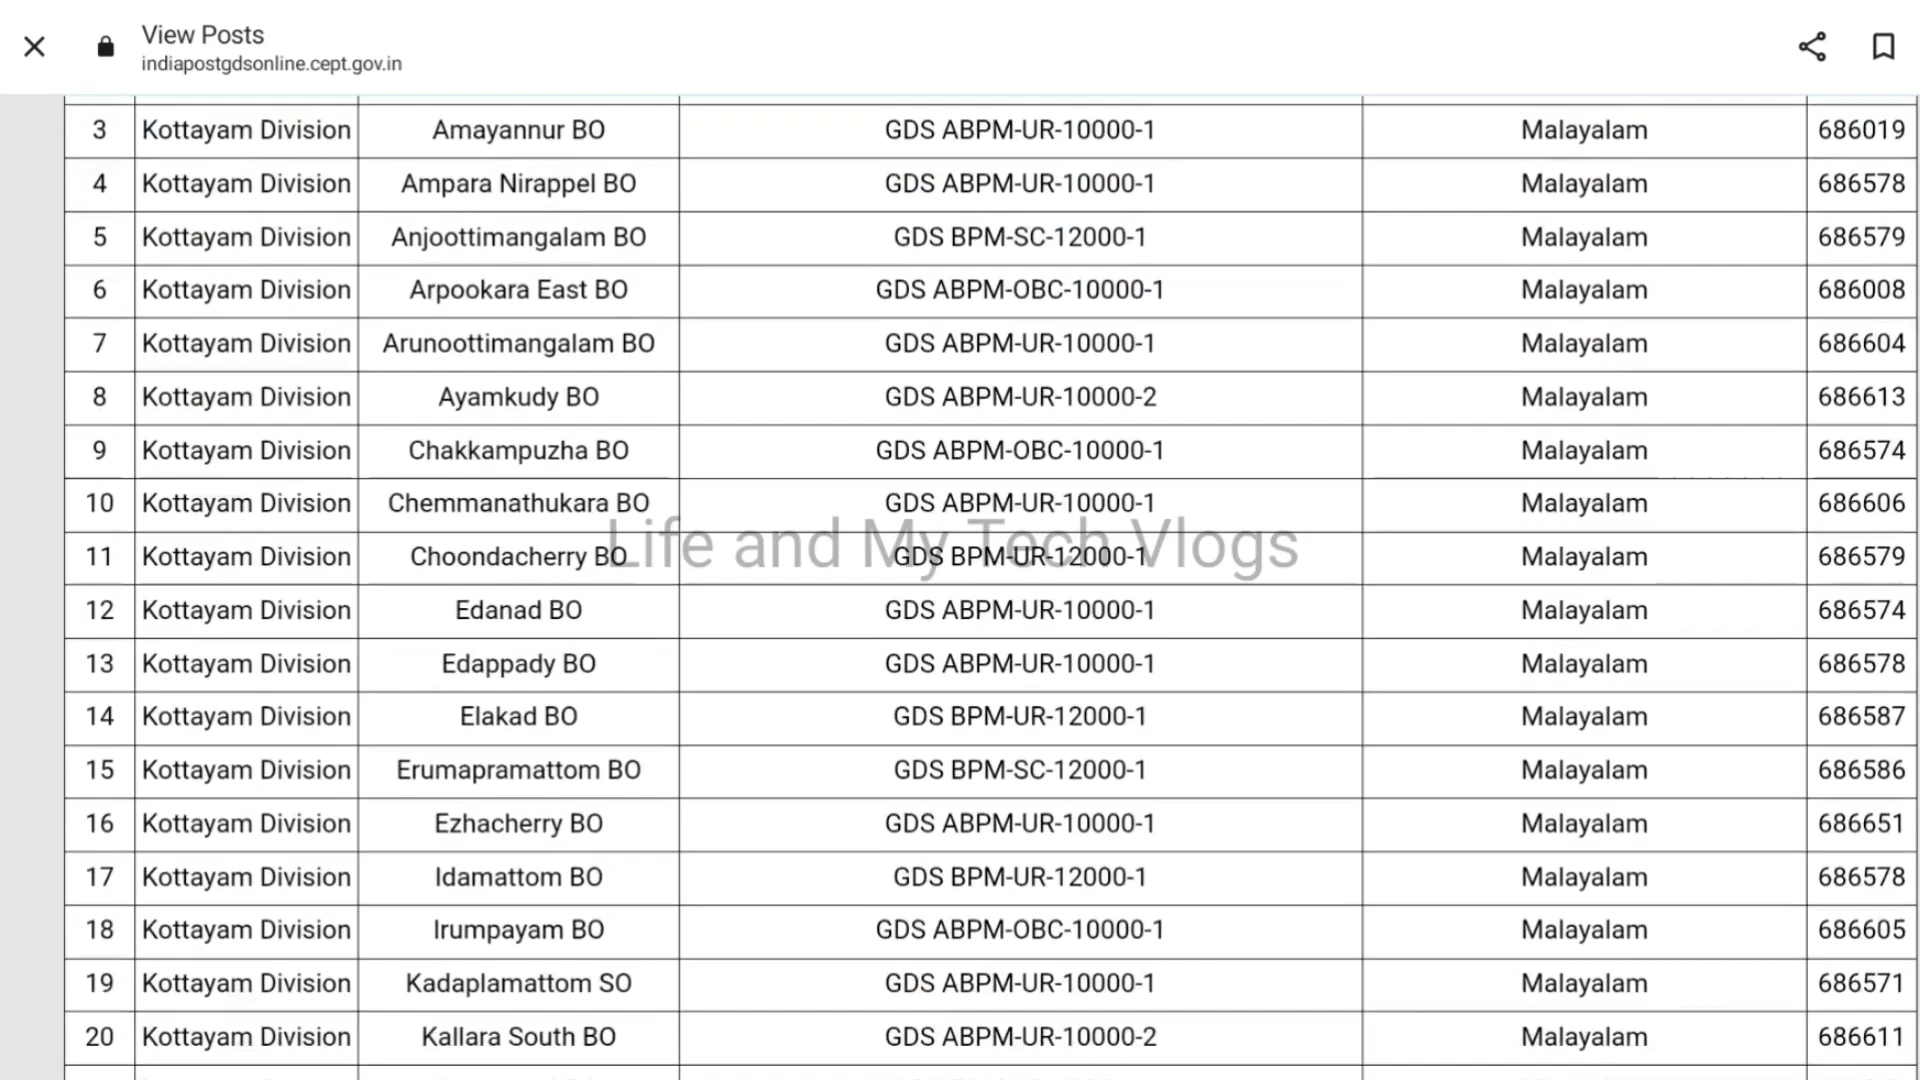 View Posts
indiapostgdsonline.cept.gov.in
3 Kottayam Division Amayannur BO GDS ABPM-UR-10000-1 Malayalam 686019
4 Kottayam Division Ampara Nirappel BO GDS ABPM-UR-10000-1 Malayalam 686578
5 Kottayam Division Anjoottimangalam BO GDS BPM-SC-12000-1 Malayalam 686579
6 Kottayam Division Arpookara East BO GDS ABPM-OBC-10000-1 Malayalam 686008
7 Kottayam Division Arunoottimangalam BO GDS ABPM-UR-10000-1 Malayalam 686604
8 Kottayam Division Ayamkudy BO GDS ABPM-UR-10000-2 Malayalam 686613
9 Kottayam Division Chakkampuzha BO GDS ABPM-OBC-10000-1 Malayalam 686574
10 Kottayam Division Chemmanathukara BO GDS ABPM-UR-10000-1 Malayalam 686606
Life and My Tech Vlogs
11 Kottayam Division Choondacherry BO GDS BPM-UR-12000-1 Malayalam 686579
12 Kottayam Division Edanad BO GDS ABPM-UR-10000-1 Malayalam 686574
13 Kottayam Division Edappady BO GDS ABPM-UR-10000-1 Malayalam 686578
14 Kottayam Division Elakad BO GDS BPM-UR-12000-1 Malayalam 686587
15 Kottayam Division Erumapramattom BO GDS BPM-SC-12000-1 Malayalam 686586
16 Kottayam Division Ezhacherry BO GDS ABPM-UR-10000-1 Malayalam 686651
17 Kottayam Division Idamattom BO GDS BPM-UR-12000-1 Malayalam 686578
18 Kottayam Division Irumpayam BO GDS ABPM-OBC-10000-1 Malayalam 686605
19 Kottayam Division Kadaplamattom SO GDS ABPM-UR-10000-1 Malayalam 686571
20 Kottayam Division Kallara South BO GDS ABPM-UR-10000-2 Malayalam 686611